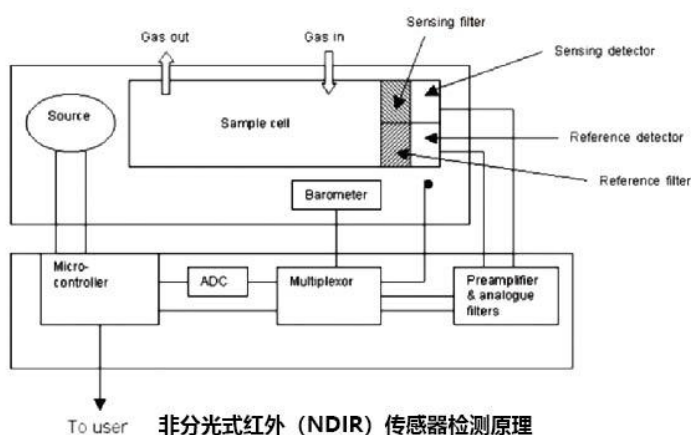 Sensing filter
Gas out
Gas in
Sensing detector
Source
Sample cell
Reference detector
Reference filter
Barometer
Micro-
controller
ADC
Multiplexor
Preamplifier
& analogue
filters
To user
非分光式红外（NDIR）传感器检测原理